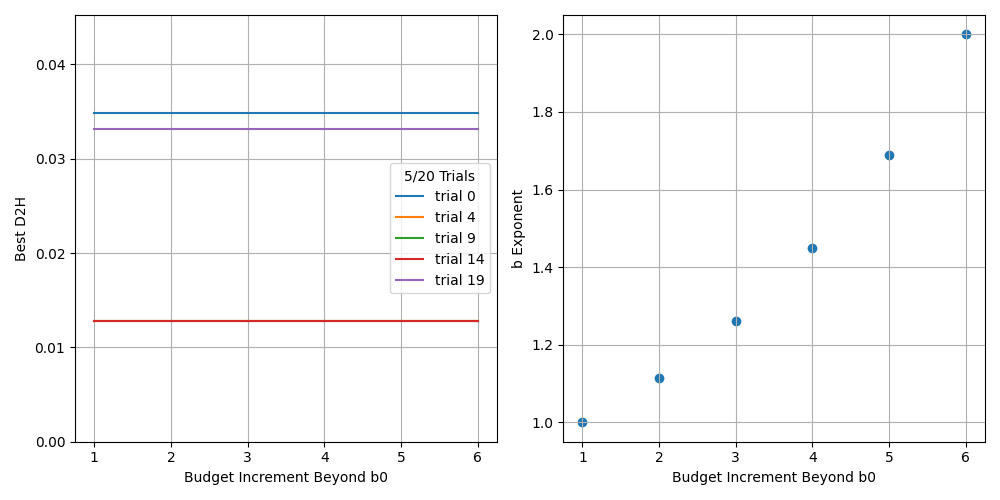 0.04
0.03
0.02
0.01
0.00
Best D2H
1 2 3 4 5 6
Budget Increment Beyond b0
5/20 Trials
trial 0
trial 4
trial 9
trial 14
trial 19
2.0
1.8
1.6
1.4
1.2
1.0
b Exponent
1 2 3 4 5 6
Budget Increment Beyond b0